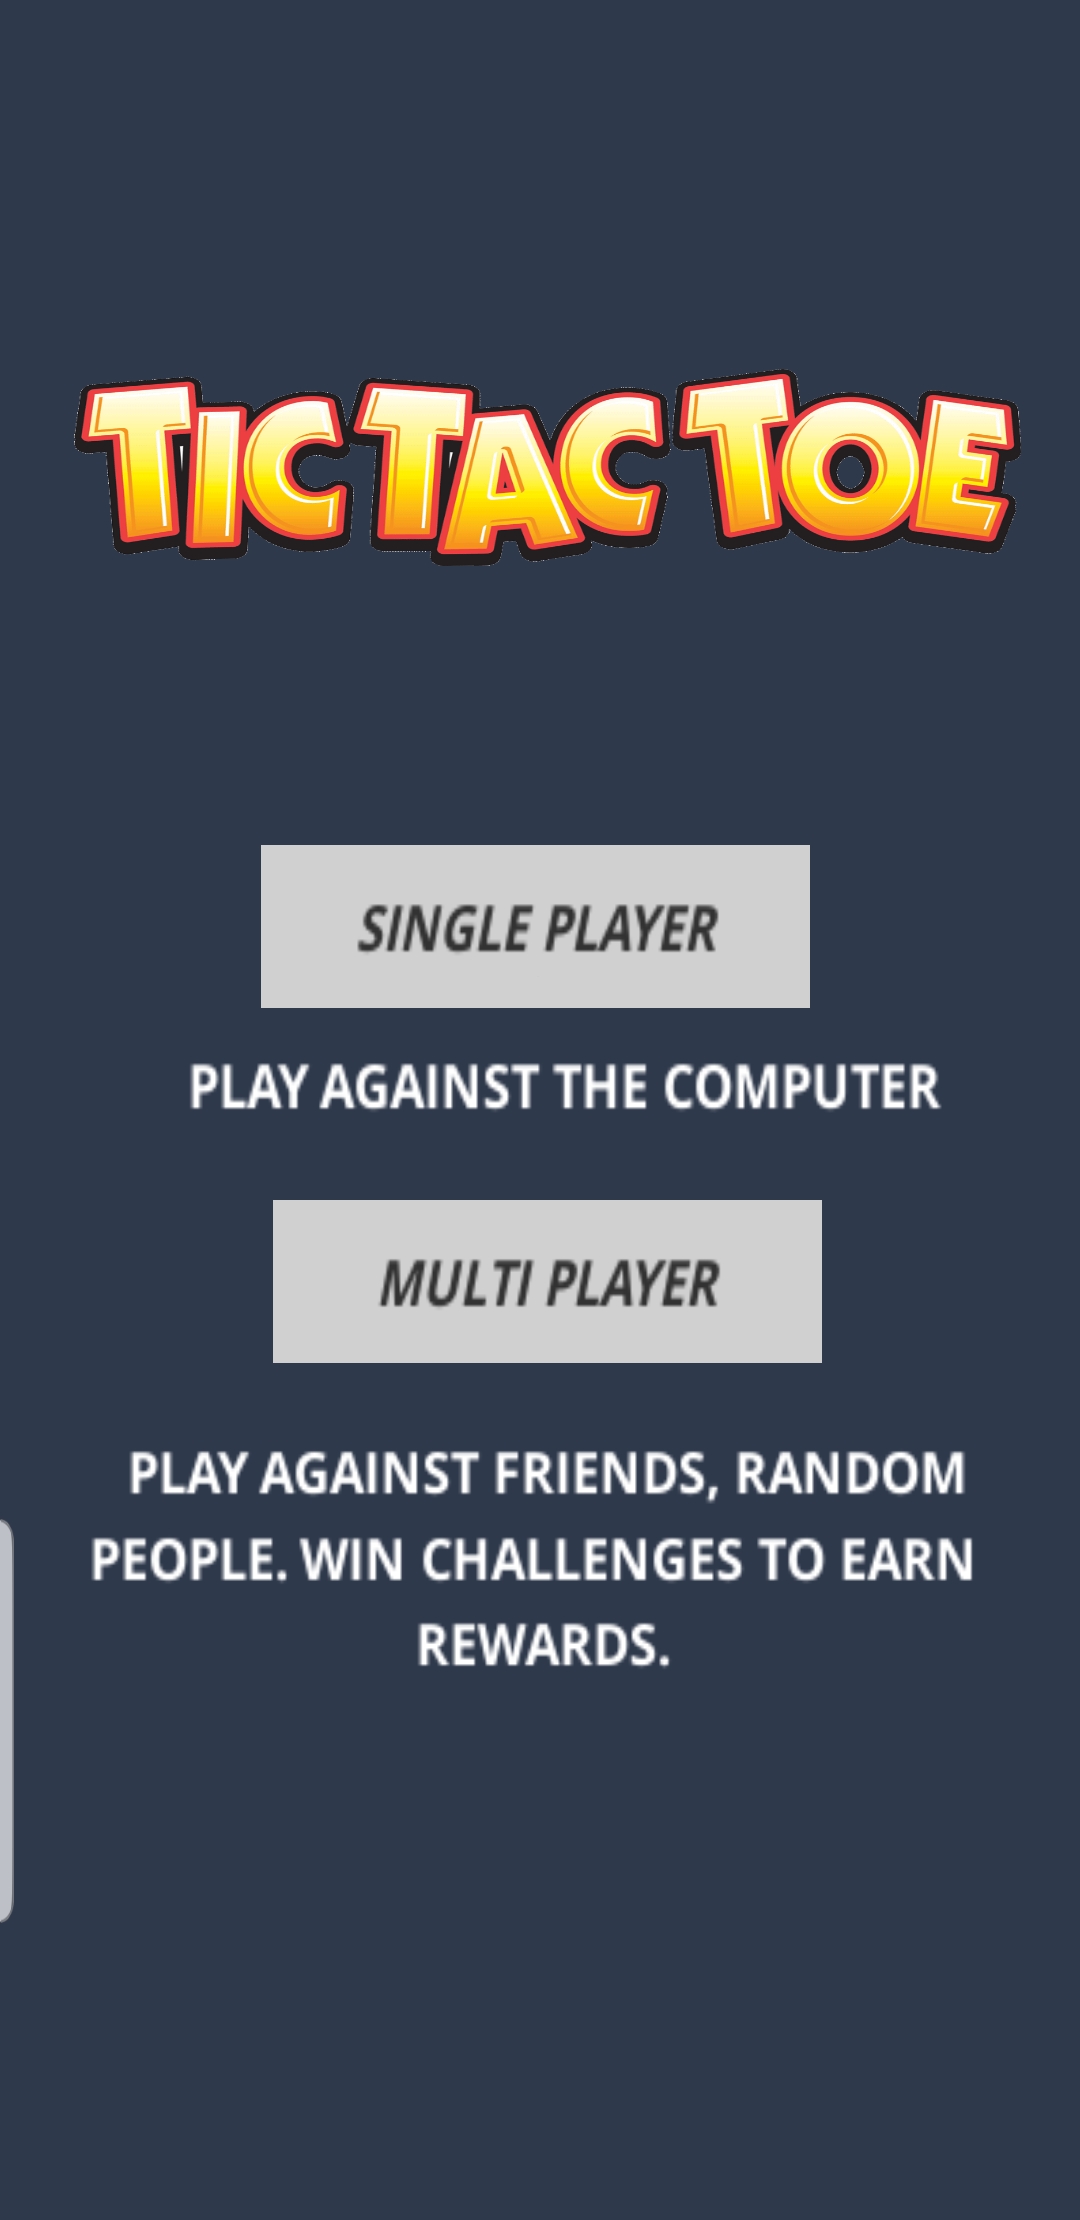 TIC TAC TOE
SINGLE PLAYER
PLAY AGAINST THE COMPUTER
MULTI PLAYER
PLAY AGAINST FRIENDS, RANDOM
PEOPLE. WIN CHALLENGES TO EARN
REWARDS.